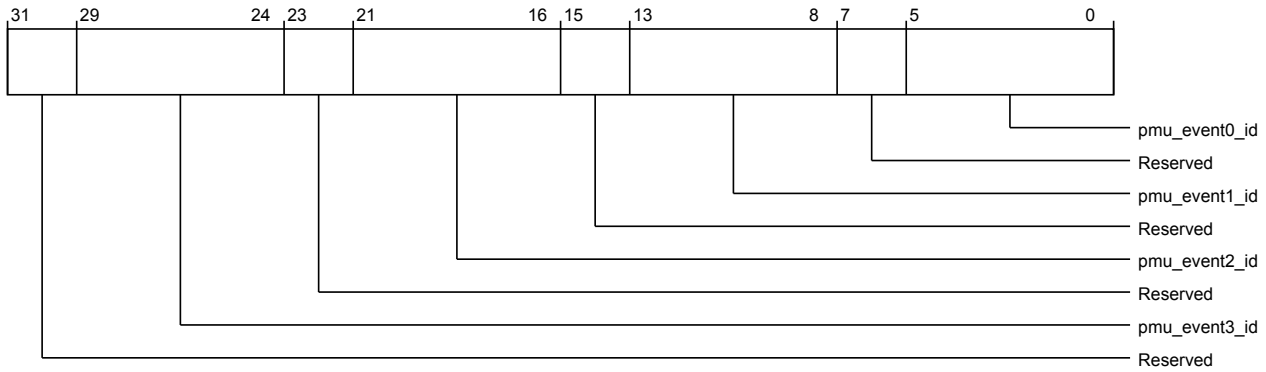 31 29 24 23 21 16 15 13 8 7 5 0
pmu_event0_id
Reserved
pmu_event1_id
Reserved
pmu_event2_id
Reserved
pmu_event3_id
Reserved